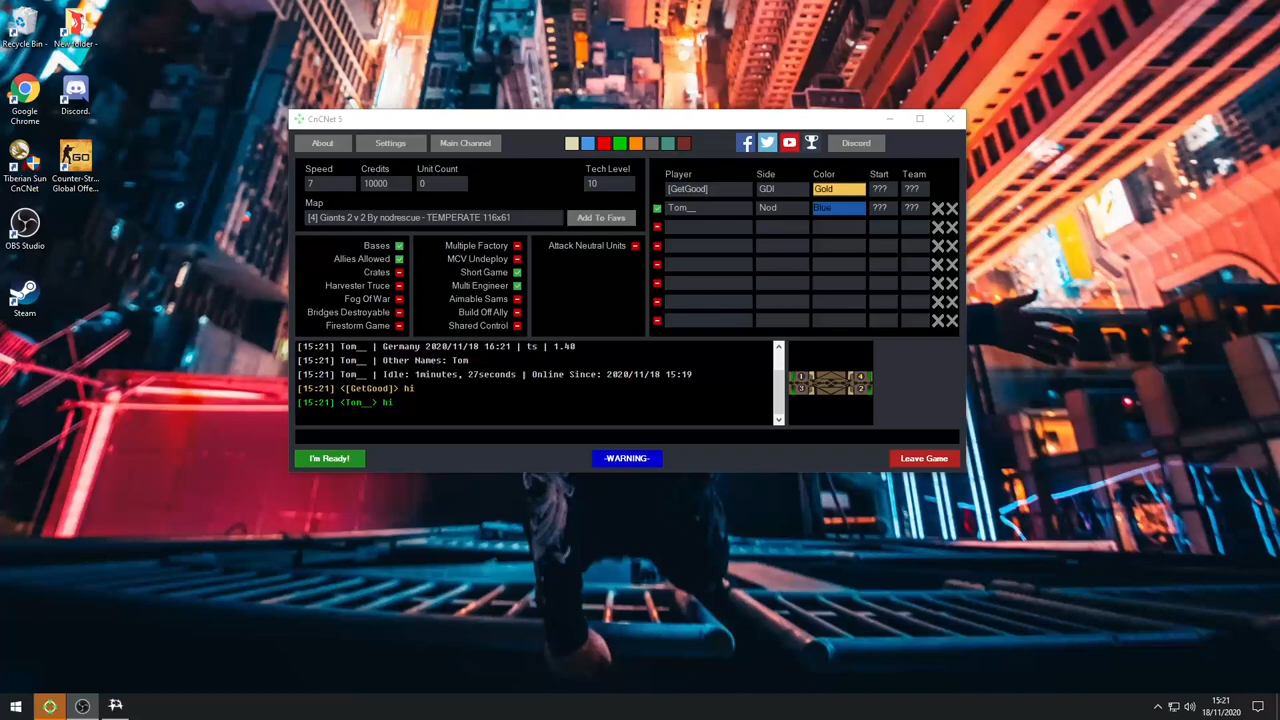 Recycle Bin -
New folder -
Google
Chrome
Discord.
Tiberian Sun
CnCNet
GO
Counter-Str...
Global Offe...
OBS Studio
Steam
CnCNet 5
About
Settings
Main Channel
Discord
Speed
Credits
Unit Count
Tech Level
7
10000
0
10
Map
[4] Giants 2 v 2 By nodrescue - TEMPERATE 116x61
Add To Favs
Player Side Color Start Team
[GetGood] GDI Gold ??? ???
Tom__ Nod Blue ??? ???
Bases
Allies Allowed
Crates
Harvester Truce
Fog Of War
Bridges Destroyable
Firestorm Game
Multiple Factory
MCV Undeploy
Short Game
Multi Engineer
Aimable Sams
Build Off Ally
Shared Control
Attack Neutral Units
[15:21] Tom__ | Germany 2020/11/18 16:21 | ts | 1.40
[15:21] Tom__ | Other Names: Tom
[15:21] Tom__ | Idle: 1minutes, 27seconds | Online Since: 2020/11/18 15:19
[15:21] <[GetGood]> hi
[15:21] <Tom__> hi
1 4
3 2
I'm Ready!
-WARNING-
Leave Game
15:21
18/11/2020